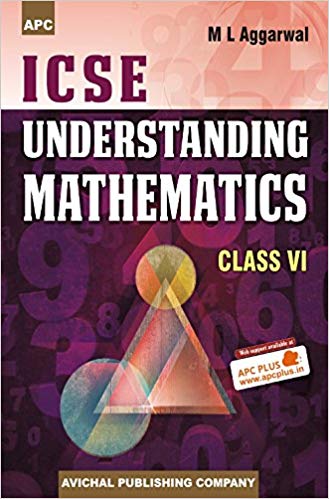 APC
M L Aggarwal
ICSE
UNDERSTANDING
MATHEMATICS
CLASS VI
Web support available at
APC PLUS
www.apcplus.in
AVICHAL PUBLISHING COMPANY